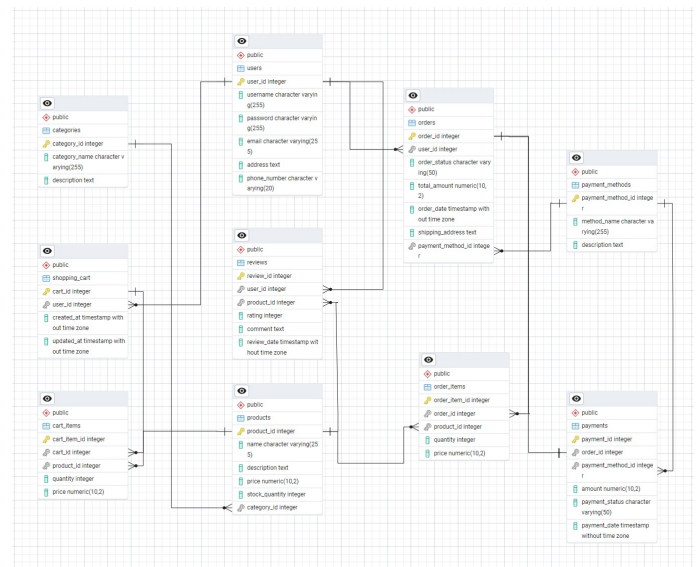 public
users
user_id integer
username character varyin
g(255)
password character varying
(255)
email character varying(25
5)
address text
phone_number character v
arying(20)
public
categories
category_id integer
category_name character v
arying(255)
description text
public
orders
order_id integer
user_id integer
order_status character vary
ing(50)
total_amount numeric(10,
2)
order_date timestamp with
out time zone
shipping_address text
payment_method_id intege
r
public
payment_methods
payment_method_id intege
r
method_name character va
rying(255)
description text
public
shopping_cart
cart_id integer
user_id integer
created_at timestamp with
out time zone
updated_at timestamp with
out time zone
public
reviews
review_id integer
user_id integer
product_id integer
rating integer
comment text
review_date timestamp wit
hout time zone
public
cart_items
cart_item_id integer
cart_id integer
product_id integer
quantity integer
price numeric(10,2)
public
products
product_id integer
name character varying(25
5)
description text
price numeric(10,2)
stock_quantity integer
category_id integer
public
order_items
order_item_id integer
order_id integer
product_id integer
quantity integer
price numeric(10,2)
public
payments
payment_id integer
order_id integer
payment_method_id intege
r
amount numeric(10,2)
payment_status character
varying(50)
payment_date timestamp
without time zone